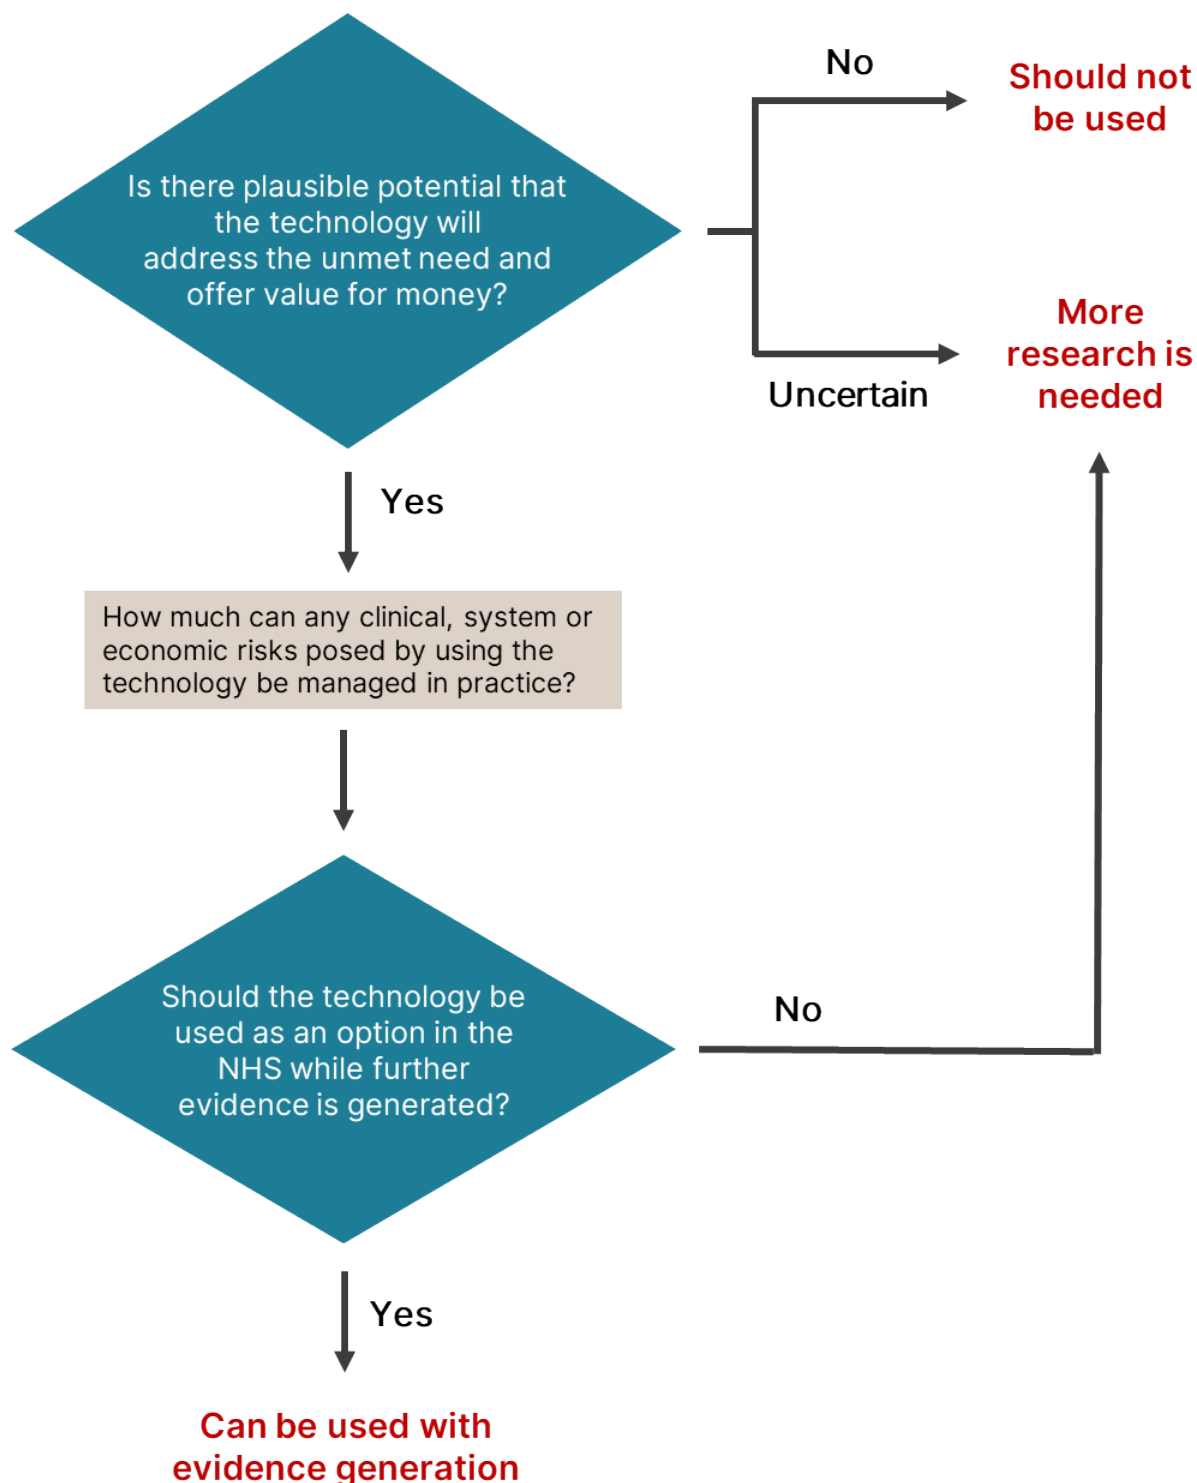 Is there plausible potential that
the technology will
address the unmet need and
offer value for money?
No
Should not
be used
Uncertain
More
research is
needed
Yes
How much can any clinical, system or
economic risks posed by using the
technology be managed in practice?
Should the technology be
used as an option in the
NHS while further
evidence is generated?
No
Yes
Can be used with
evidence generation